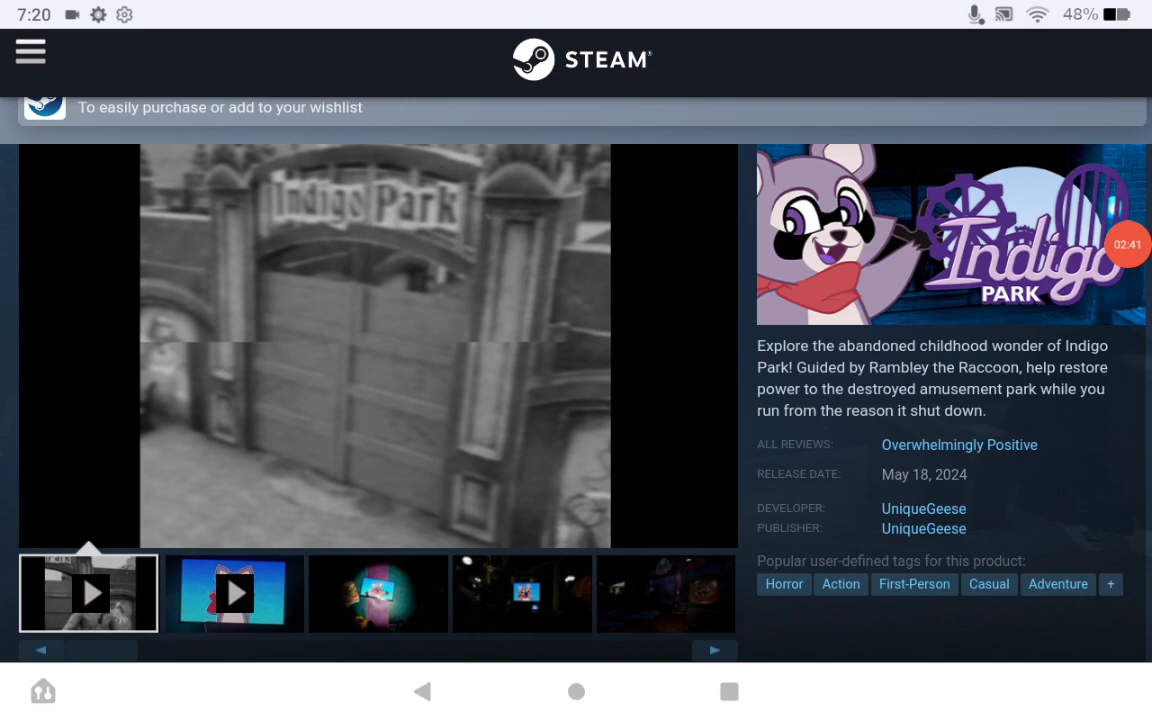 7:20
48%
STEAM®
To easily purchase or add to your wishlist
Indigo Park
Indigo
PARK
02:41
Explore the abandoned childhood wonder of Indigo
Park! Guided by Rambley the Raccoon, help restore
power to the destroyed amusement park while you
run from the reason it shut down.
ALL REVIEWS: Overwhelmingly Positive
RELEASE DATE: May 18, 2024
DEVELOPER: UniqueGeese
PUBLISHER: UniqueGeese
Popular user-defined tags for this product:
Horror Action First-Person Casual Adventure +